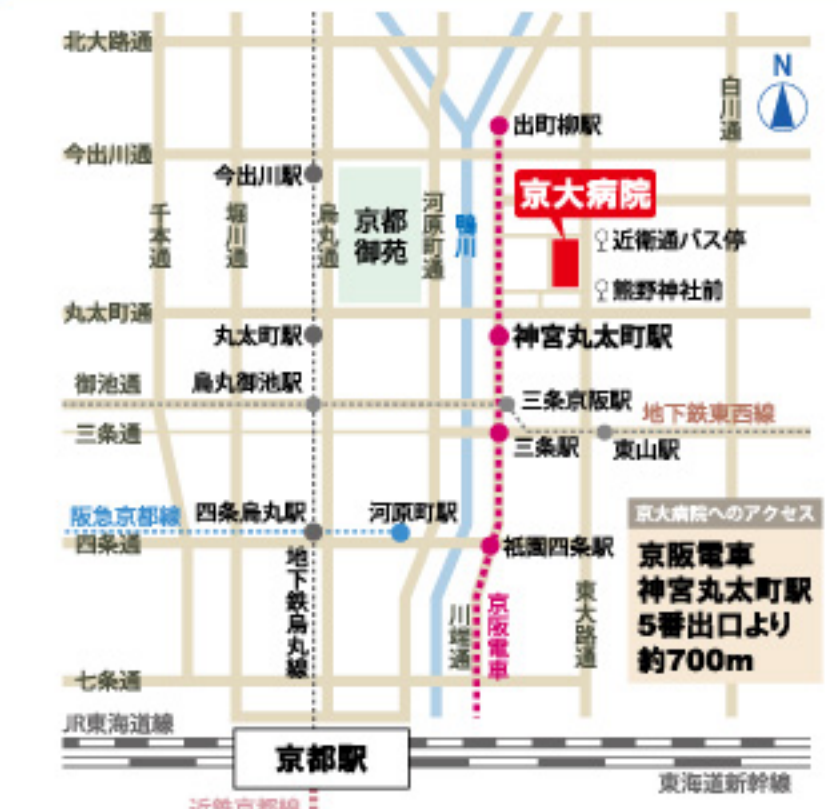 北大路通
N
白川通
出町柳駅
今出川通
今出川駅
京大病院
千本通
堀川通
烏丸通
京都
御苑
河原町通
鴨川
近衛通バス停
熊野神社前
丸太町通
丸太町駅
神宮丸太町駅
御池通
烏丸御池駅
三条京阪駅
地下鉄東西線
三条通
三条駅
東山駅
阪急京都線
四条烏丸駅
河原町駅
京大病院へのアクセス
四条通
祇園四条駅
京阪電車
神宮丸太町駅
5番出口より
約700m
地下鉄烏丸線
川端通
京阪電車
東大路通
七条通
JR東海道線
京都駅
東海道新幹線
近鉄京都線